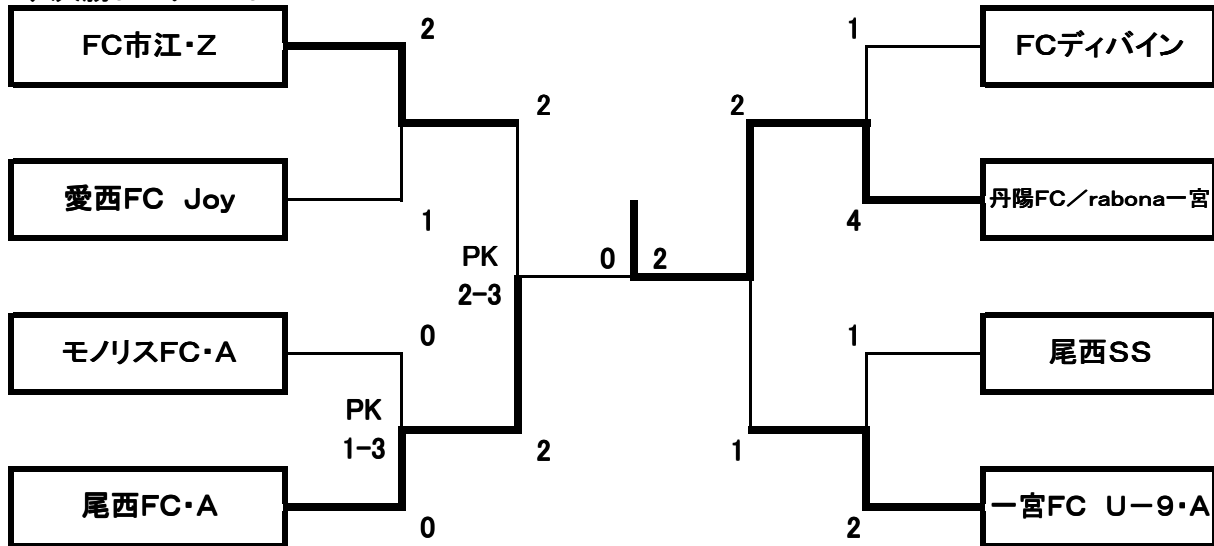 FC市江・Z
2
1
FCディバイン
2
2
愛西FC Joy
丹陽FC／rabona一宮
1
4
PK
2-3
0
2
モノリスFC・A
0
1
尾西SS
PK
1-3
2
1
尾西FC・A
0
2
一宮FC U－9・A